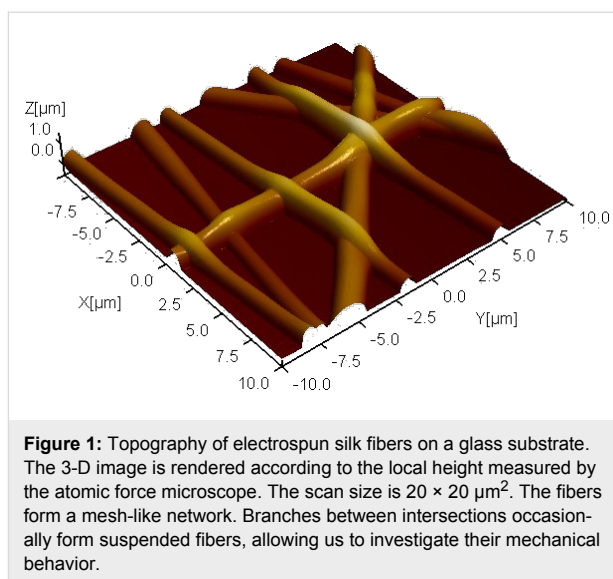 Z[µm]
1.0
0.0
-7.5
-5.0
-2.5
0.0
2.5
5.0
7.5
10.0
X[µm]
-10.0
-7.5
-5.0
-2.5
0.0
2.5
5.0
7.5
10.0
Y[µm]
Figure 1: Topography of electrospun silk fibers on a glass substrate.
The 3-D image is rendered according to the local height measured by
the atomic force microscope. The scan size is 20 × 20 µm². The fibers
form a mesh-like network. Branches between intersections occasion-
ally form suspended fibers, allowing us to investigate their mechanical
behavior.